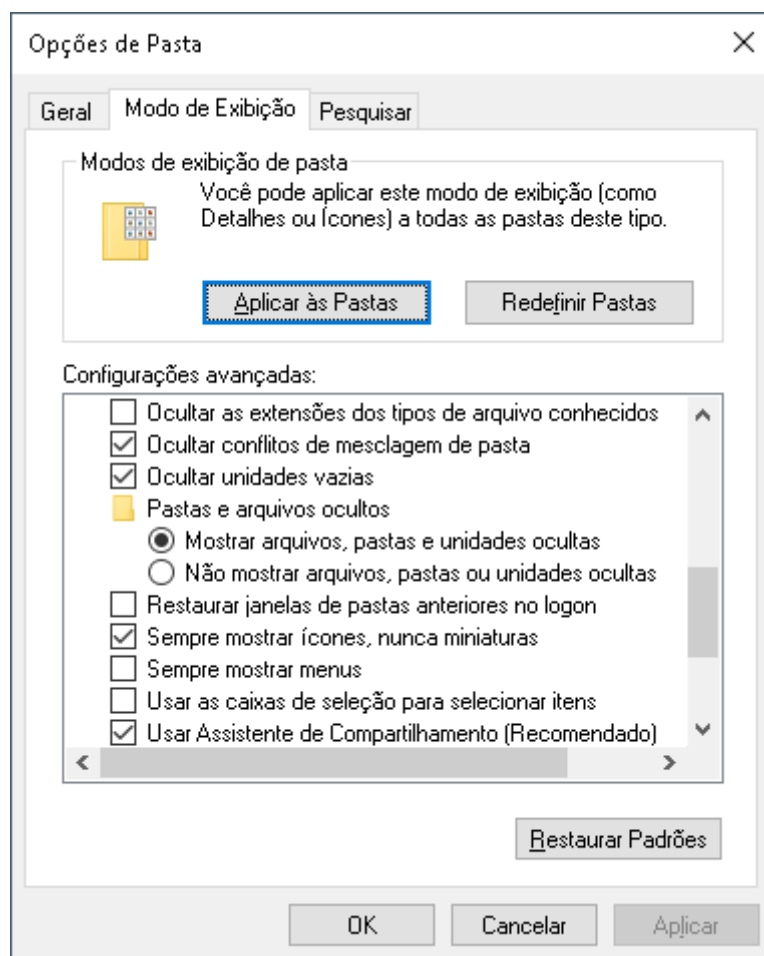 Opções de Pasta
Geral
Modo de Exibição
Pesquisar
Modos de exibição de pasta
Você pode aplicar este modo de exibição (como
Detalhes ou Ícones) a todas as pastas deste tipo.
Aplicar às Pastas
Redefinir Pastas
Configurações avançadas:
Ocultar as extensões dos tipos de arquivo conhecidos
Ocultar conflitos de mesclagem de pasta
Ocultar unidades vazias
Pastas e arquivos ocultos
Mostrar arquivos, pastas e unidades ocultas
Não mostrar arquivos, pastas ou unidades ocultas
Restaurar janelas de pastas anteriores no logon
Sempre mostrar ícones, nunca miniaturas
Sempre mostrar menus
Usar as caixas de seleção para selecionar itens
Usar Assistente de Compartilhamento (Recomendado)
Restaurar Padrões
OK
Cancelar
Aplicar